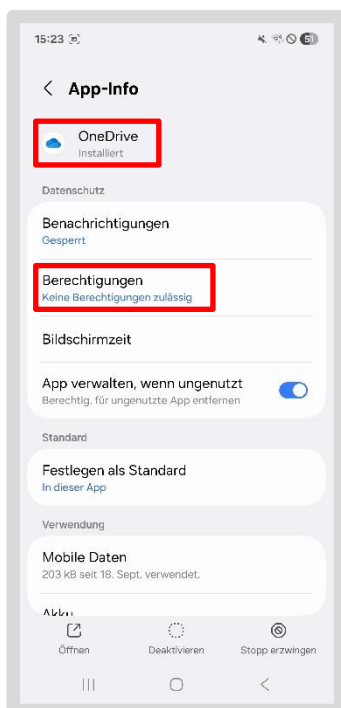 15:23
51
App-Info
OneDrive
Installiert
Datenschutz
Benachrichtigungen
Gesperrt
Berechtigungen
Keine Berechtigungen zulässig
Bildschirmzeit
App verwalten, wenn ungenutzt
Berechtig. für ungenutzte App entfernen
Standard
Festlegen als Standard
In dieser App
Verwendung
Mobile Daten
203 kB seit 18. Sept. verwendet.
Akku
Öffnen
Deaktivieren
Stopp erzwingen